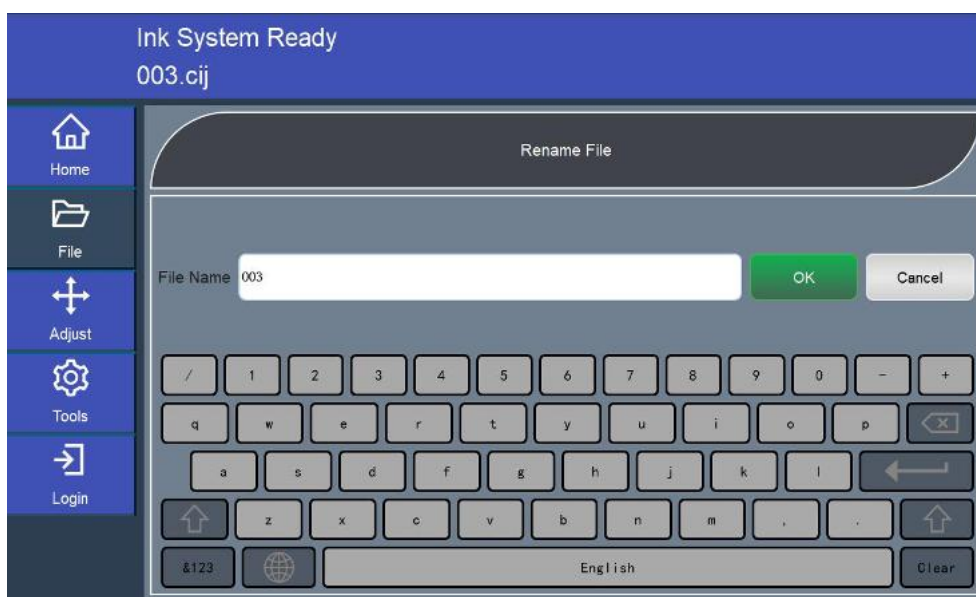 Ink System Ready
003.cij
Home
File
Adjust
Tools
Login
Rename File
File Name 003 OK Cancel
/ 1 2 3 4 5 6 7 8 9 0 - +
q w e r t y u i o p
a s d f g h j k l
z x c v b n m , .
&123 English Clear